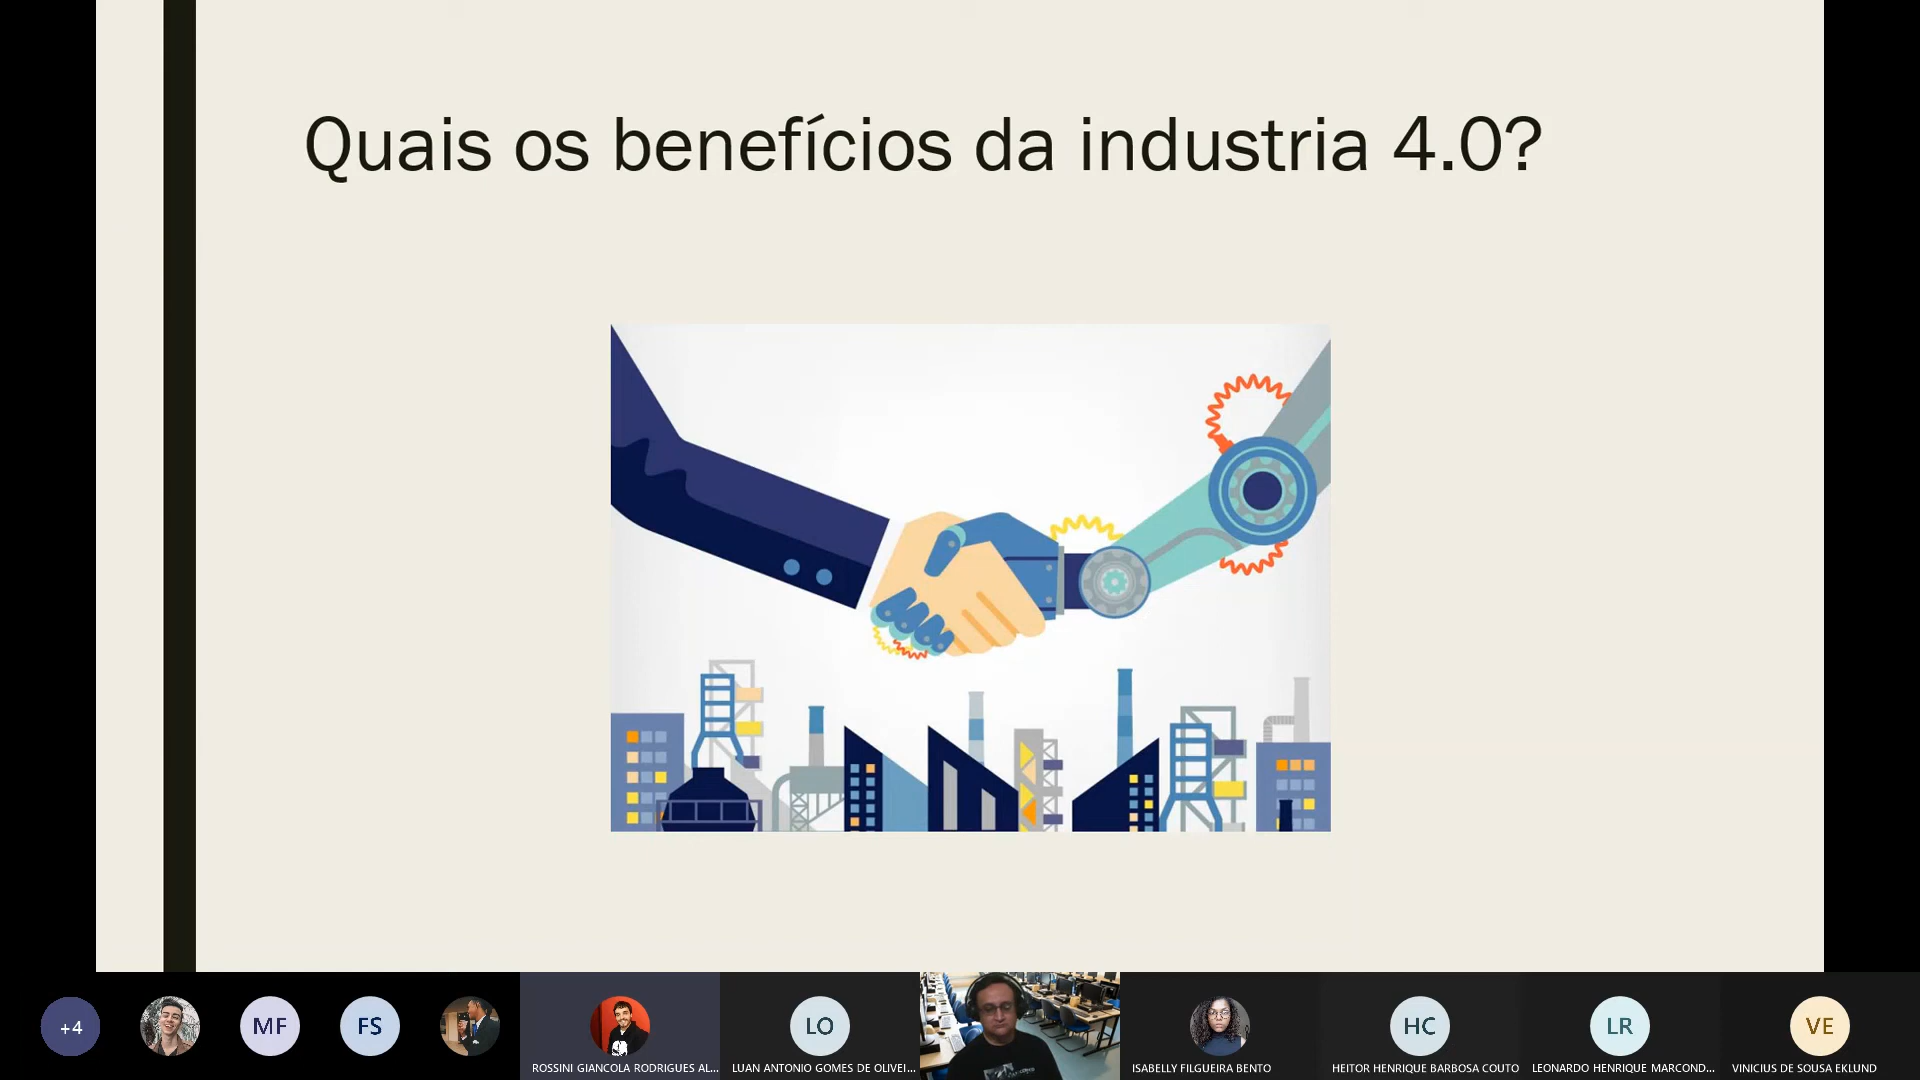 Quais os benefícios da industria 4.0?
+4
MF
FS
ROSSINI GIANCOLA RODRIGUES AL...
LO
LUAN ANTONIO GOMES DE OLIVEI...
ISABELLY FILGUEIRA BENTO
HC
HEITOR HENRIQUE BARBOSA COUTO
LR
LEONARDO HENRIQUE MARCOND...
VE
VINICIUS DE SOUSA EKLUND